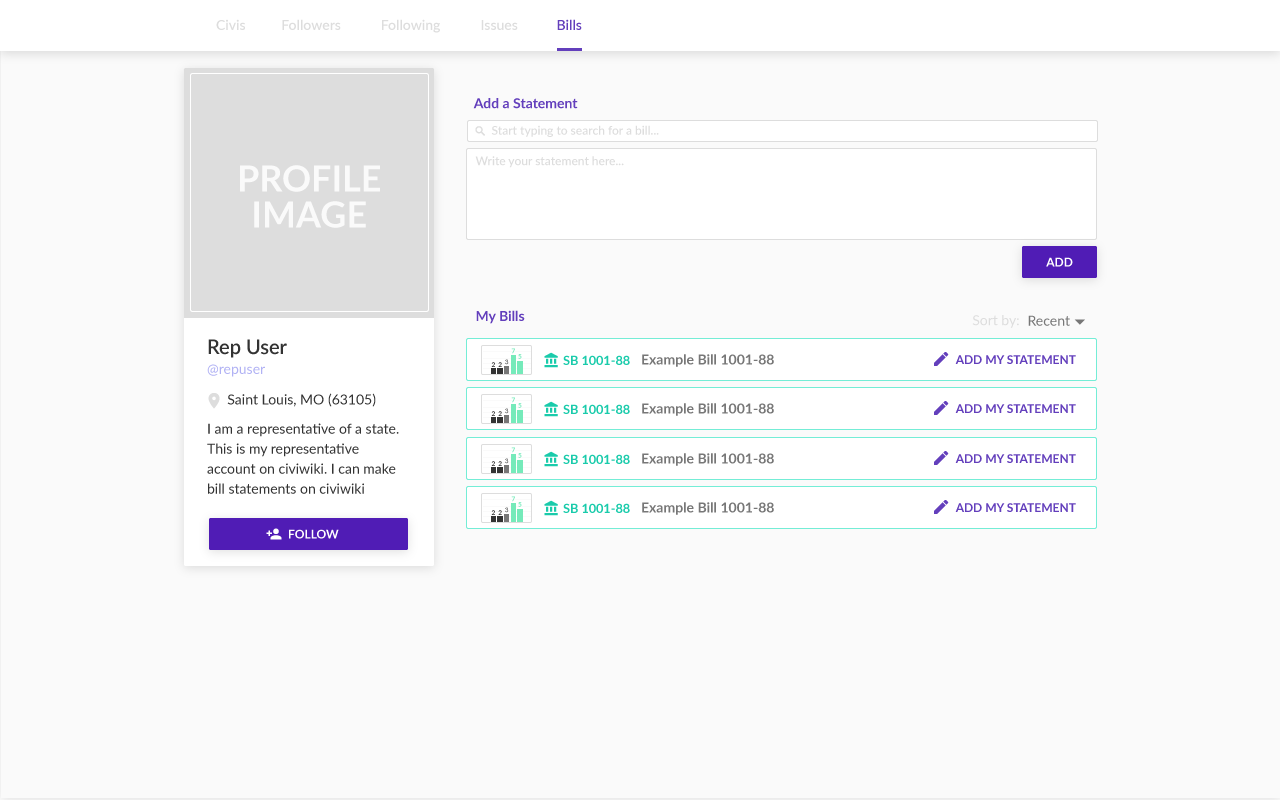 Civis Followers Following Issues Bills
PROFILE
IMAGE
Rep User
@repuser
Saint Louis, MO (63105)
I am a representative of a state.
This is my representative
account on civiwiki. I can make
bill statements on civiwiki
FOLLOW
Add a Statement
Start typing to search for a bill...
Write your statement here...
ADD
My Bills
Sort by: Recent
2 2 3 7 5 SB 1001-88 Example Bill 1001-88 ADD MY STATEMENT
2 2 3 7 5 SB 1001-88 Example Bill 1001-88 ADD MY STATEMENT
2 2 3 7 5 SB 1001-88 Example Bill 1001-88 ADD MY STATEMENT
2 2 3 7 5 SB 1001-88 Example Bill 1001-88 ADD MY STATEMENT